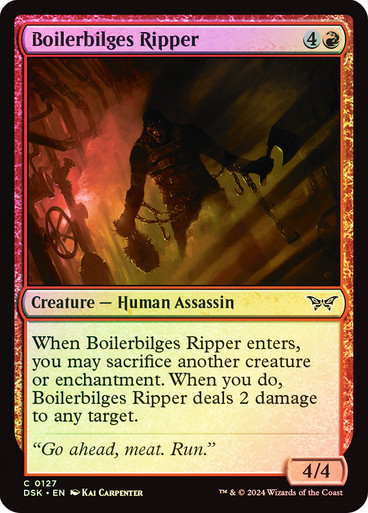 Boilerbilges Ripper 4
Creature — Human Assassin
When Boilerbilges Ripper enters,
you may sacrifice another creature
or enchantment. When you do,
Boilerbilges Ripper deals 2 damage
to any target.
“Go ahead, meat. Run.”
4/4
C 0127
DSK • EN Kai Carpenter
™ & © 2024 Wizards of the Coast